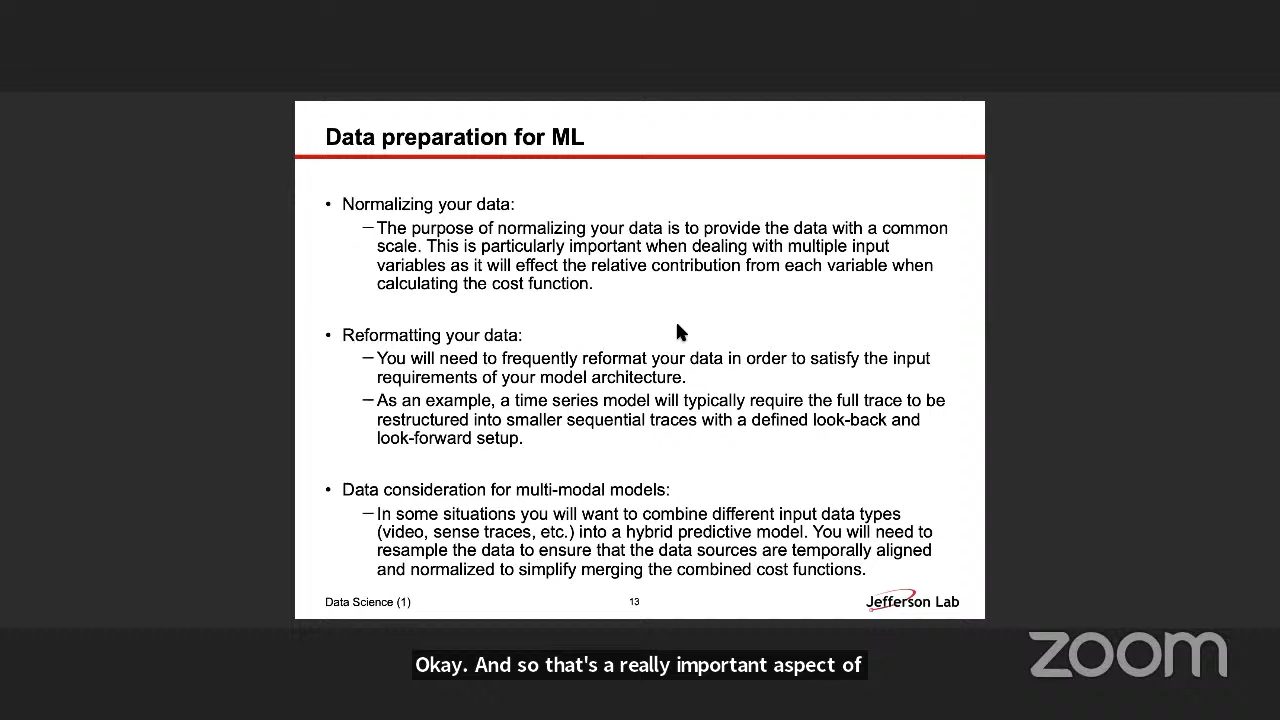 Data preparation for ML
• Normalizing your data:
– The purpose of normalizing your data is to provide the data with a common
scale. This is particularly important when dealing with multiple input
variables as it will effect the relative contribution from each variable when
calculating the cost function.
• Reformatting your data:
– You will need to frequently reformat your data in order to satisfy the input
requirements of your model architecture.
– As an example, a time series model will typically require the full trace to be
restructured into smaller sequential traces with a defined look-back and
look-forward setup.
• Data consideration for multi-modal models:
– In some situations you will want to combine different input data types
(video, sense traces, etc.) into a hybrid predictive model. You will need to
resample the data to ensure that the data sources are temporally aligned
and normalized to simplify merging the combined cost functions.
Data Science (1)
13
Jefferson Lab
Okay. And so that's a really important aspect of
zoom